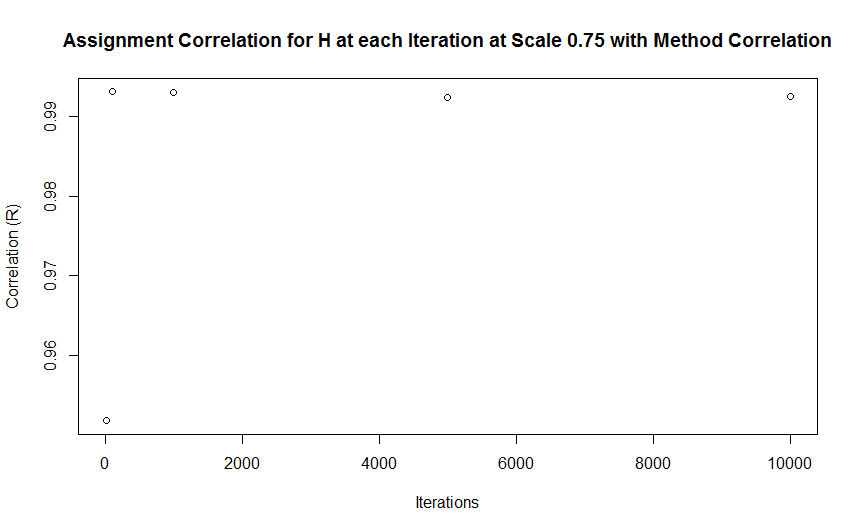 Assignment Correlation for H at each Iteration at Scale 0.75 with Method Correlation
Correlation (R)
0.99
0.98
0.97
0.96
0 2000 4000 6000 8000 10000
Iterations